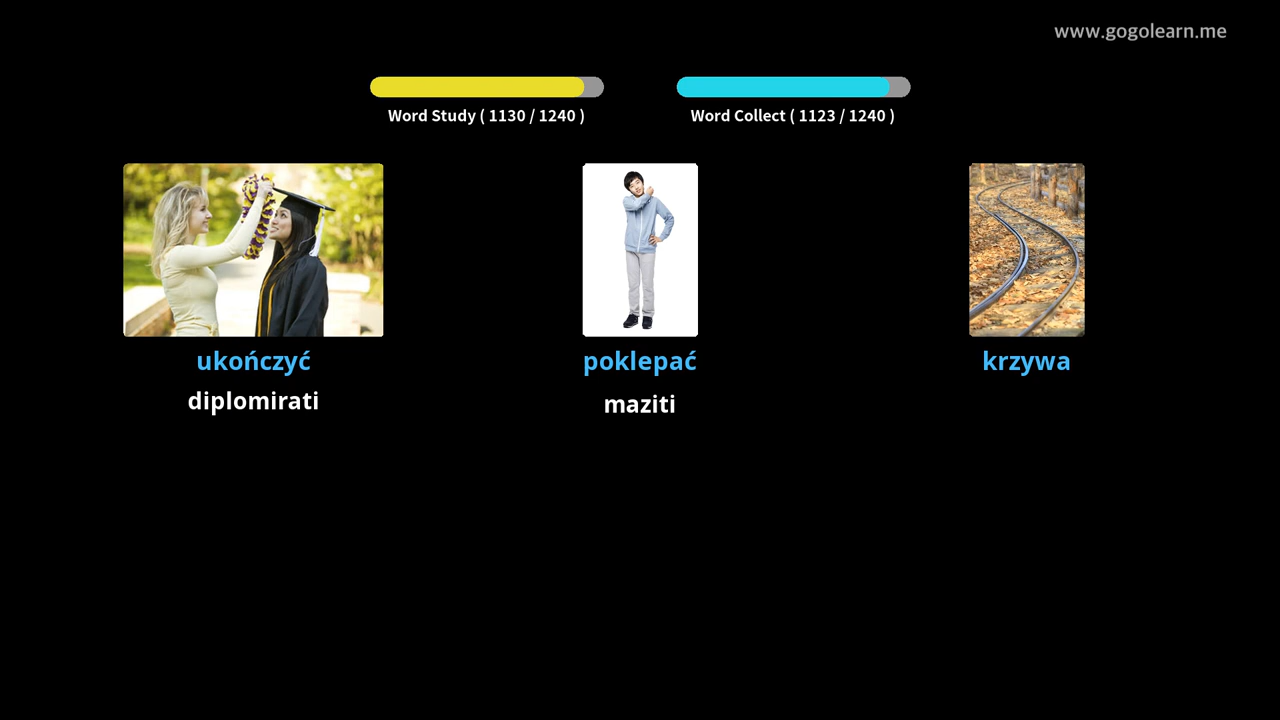 www.gogolearn.me
Word Study ( 1130 / 1240 )
Word Collect ( 1123 / 1240 )
ukończyć
poklepać
krzywa
diplomirati
maziti